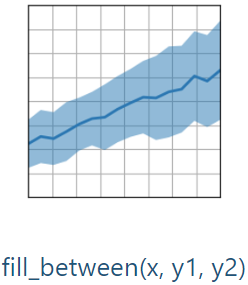 fill_between(x, y1, y2)